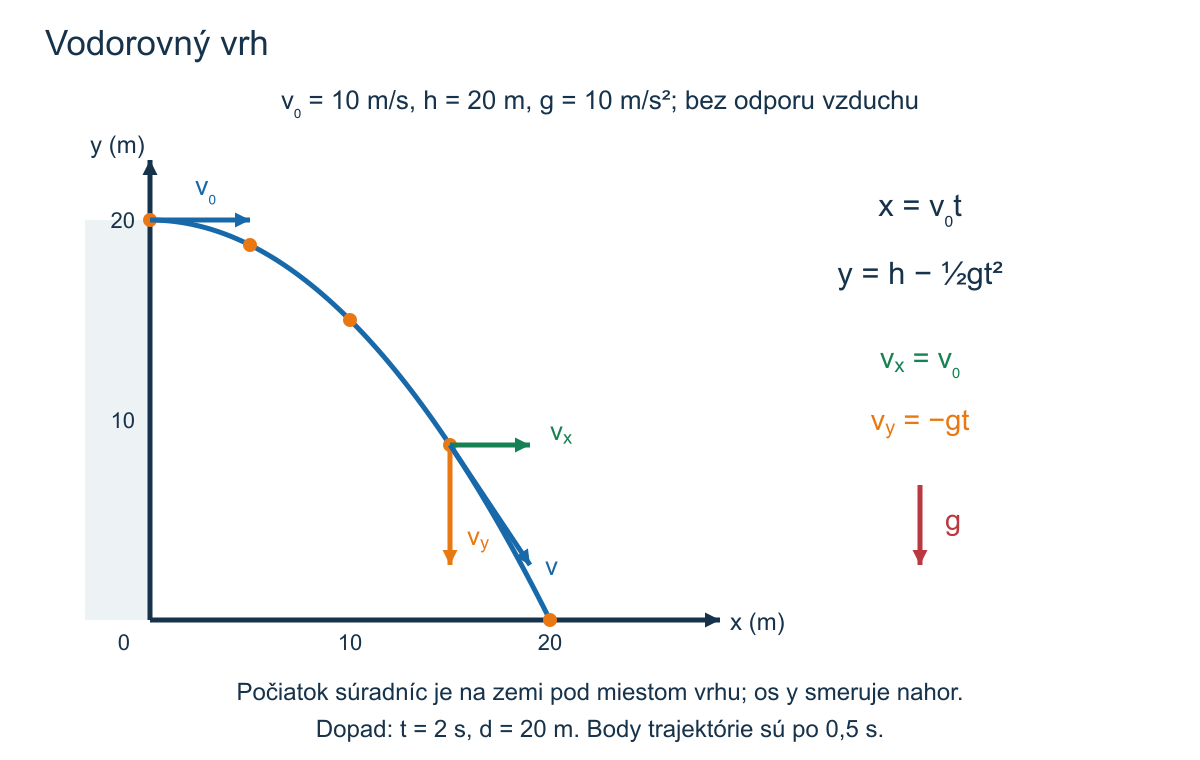 Vodorovný vrh
v₀ = 10 m/s, h = 20 m, g = 10 m/s²; bez odporu vzduchu
y (m)
v₀
20
10
vₓ
v_y
v
0
10
20
x (m)
x = v₀t
y = h − ½gt²
vₓ = v₀
v_y = −gt
g
Počiatok súradníc je na zemi pod miestom vrhu; os y smeruje nahor.
Dopad: t = 2 s, d = 20 m. Body trajektórie sú po 0,5 s.